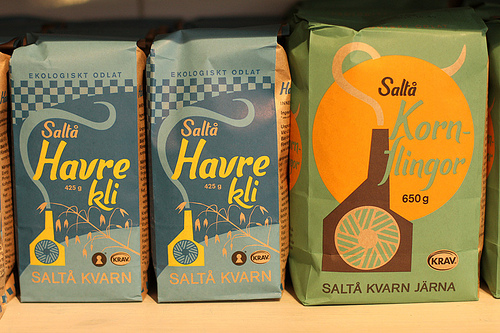 EKOLOGISKT ODLAT
Saltå
Havre
kli
425 g
KRAV
SALTÅ KVARN
EKOLOGISKT ODLAT
Saltå
Havre
kli
425 g
KRAV
SALTÅ KVARN
Saltå
Korn-
flingor
650 g
KRAV
SALTÅ KVARN JÄRNA